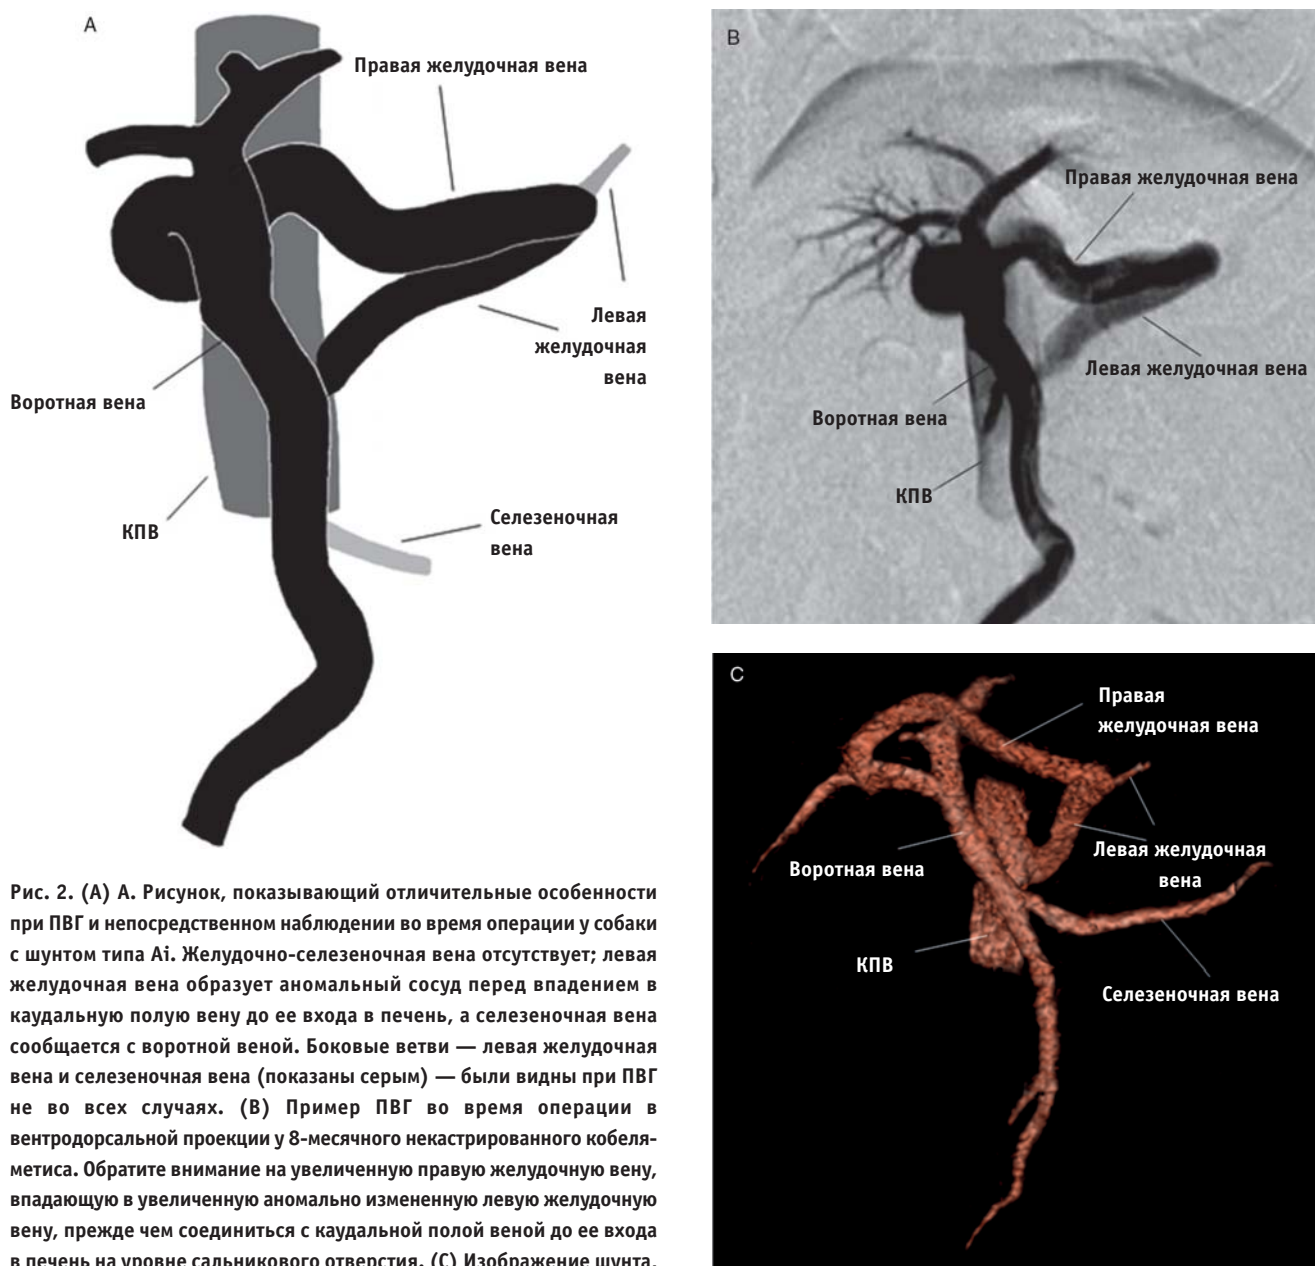 A
Правая желудочная вена
Левая
желудочная
вена
Воротная вена
КПВ
Селезеночная
вена
B
Правая желудочная вена
Левая желудочная вена
Воротная вена
КПВ
C
Правая
желудочная вена
Воротная вена
Левая желудочная
вена
КПВ
Селезеночная вена
Рис. 2. (А) А. Рисунок, показывающий отличительные особенности
при ПВГ и непосредственном наблюдении во время операции у собаки
с шунтом типа Ai. Желудочно-селезеночная вена отсутствует; левая
желудочная вена образует аномальный сосуд перед впадением в
каудальную полую вену до ее входа в печень, а селезеночная вена
сообщается с воротной веной. Боковые ветви — левая желудочная
вена и селезеночная вена (показаны серым) — были видны при ПВГ
не во всех случаях. (В) Пример ПВГ во время операции в
вентродорсальной проекции у 8-месячного некастрированного кобеля-
метиса. Обратите внимание на увеличенную правую желудочную вену,
впадающую в увеличенную аномально измененную левую желудочную
вену, прежде чем соединиться с каудальной полой веной до ее входа
в печень на уровне сальникового отверстия. (С) Изображение шунта,